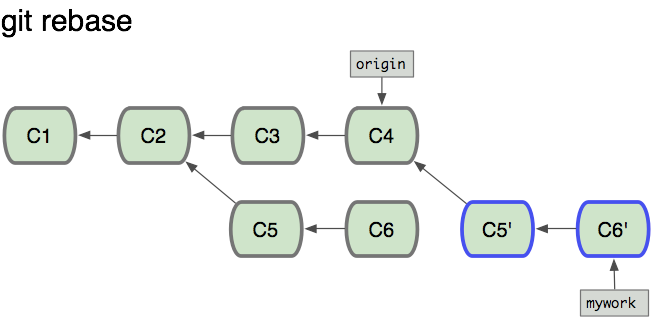 git rebase
origin
C1 C2 C3 C4
C5 C6 C5' C6'
mywork